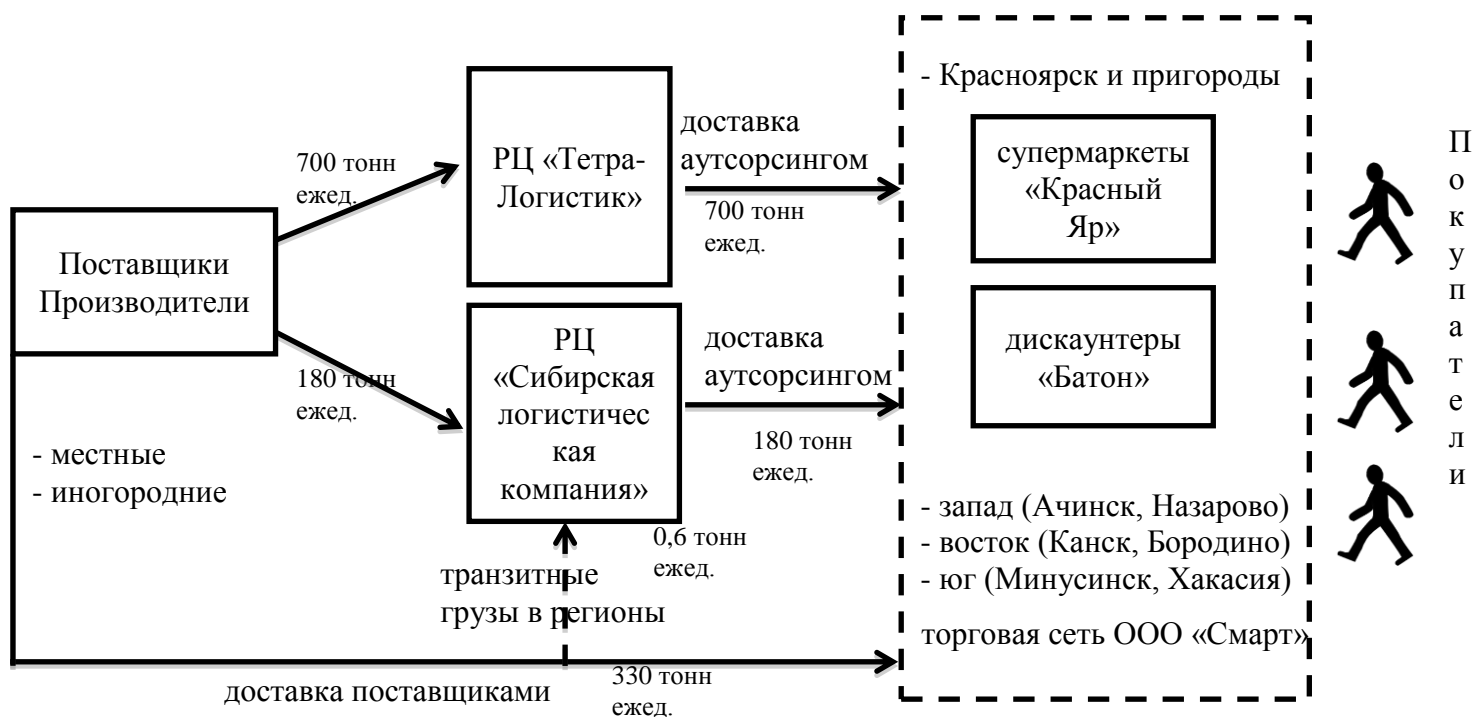 - Красноярск и пригороды
супермаркеты
«Красный
Яр»
дискаунтеры
«Батон»
- запад (Ачинск, Назарово)
- восток (Канск, Бородино)
- юг (Минусинск, Хакасия)
торговая сеть ООО «Смарт»
Покупатели
доставка
аутсорсингом
700 тонн
ежед.
РЦ «Тетра-
Логистик»
700 тонн
ежед.
Поставщики
Производители
180 тонн
ежед.
- местные
- иногородние
РЦ
«Сибирская
логистичес
кая
компания»
доставка
аутсорсингом
180 тонн
ежед.
0,6 тонн
ежед.
транзитные
грузы в регионы
доставка поставщиками
330 тонн
ежед.